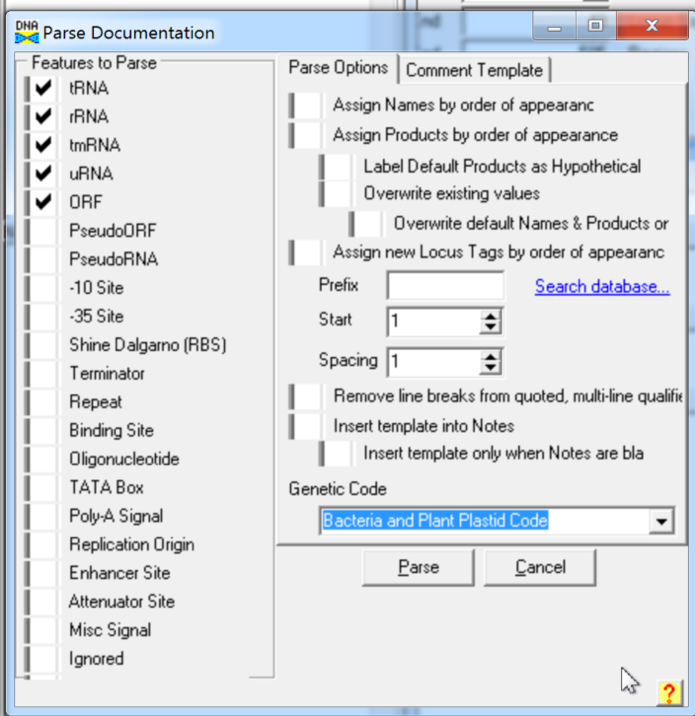 DNA
Parse Documentation
Features to Parse
tRNA
rRNA
tmRNA
uRNA
ORF
PseudoORF
PseudoRNA
-10 Site
-35 Site
Shine Dalgarno (RBS)
Terminator
Repeat
Binding Site
Oligonucleotide
TATA Box
Poly-A Signal
Replication Origin
Enhancer Site
Attenuator Site
Misc Signal
Ignored
Parse Options
Comment Template
Assign Names by order of appearanc
Assign Products by order of appearance
Label Default Products as Hypothetical
Overwrite existing values
Overwrite default Names & Products or
Assign new Locus Tags by order of appearanc
Prefix
Search database...
Start
1
Spacing
1
Remove line breaks from quoted, multi-line qualifie
Insert template into Notes
Insert template only when Notes are bla
Genetic Code
Bacteria and Plant Plastid Code
Parse
Cancel
?